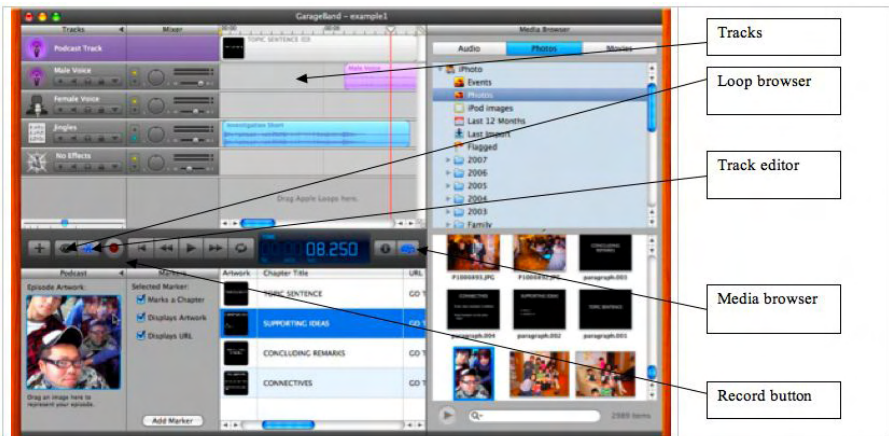 GarageBand – example1
Tracks
Mixer
Podcast Track
TOPIC SENTENCE
Male Voice
Male Voice
Female Voice
Jingles
Investigation Short
No Effects
Drag Apple Loops here.
08.250
Podcast
Markers
Artwork
Chapter Title
URL
Episode Artwork:
Selected Marker:
Marks a Chapter
Displays Artwork
Displays URL
TOPIC SENTENCE
GO T
SUPPORTING IDEAS
GO T
CONCLUDING REMARKS
GO T
CONNECTIVES
GO T
Drag an image here to
represent your episode.
Add Marker
Media Browser
Audio
Photos
Movies
iPhoto
Events
Photos
iPod images
Last 12 Months
Last Import
Flagged
2007
2006
2005
2004
2003
Family
P1000893.JPG
P1000892.JPG
paragraph.003
CONCLUDING
REMARKS
CONNECTIVES
SUPPORTING IDEAS
TOPIC SENTENCE
paragraph.004
paragraph.002
paragraph.001
2989 items
Tracks
Loop browser
Track editor
Media browser
Record button